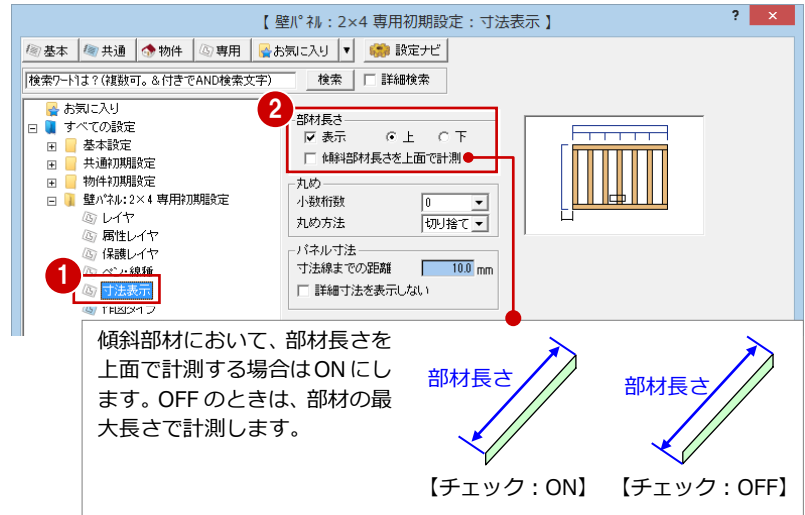 【 壁ﾊﾟﾈﾙ：2×4 専用初期設定：寸法表示 】
? ×
基本 共通 物件 専用 お気に入り ▼ 設定ナビ
検索ﾜｰﾄﾞは？(複数可。＆付きでAND検索文字) 検索 詳細検索
お気に入り
すべての設定
基本設定
共通初期設定
物件初期設定
壁ﾊﾟﾈﾙ:2×4 専用初期設定
レイヤ
属性レイヤ
保護レイヤ
ペン・線種
1
寸法表示
作図タイプ
2
部材長さ
表示 上 下
傾斜部材長さを上面で計測
丸め
小数桁数 0
丸め方法 切り捨て
パネル寸法
寸法線までの距離 10.0 mm
詳細寸法を表示しない
傾斜部材において、部材長さを
上面で計測する場合は ON にし
ます。OFF のときは、部材の最
大長さで計測します。
部材長さ
【チェック：ON】
部材長さ
【チェック：OFF】